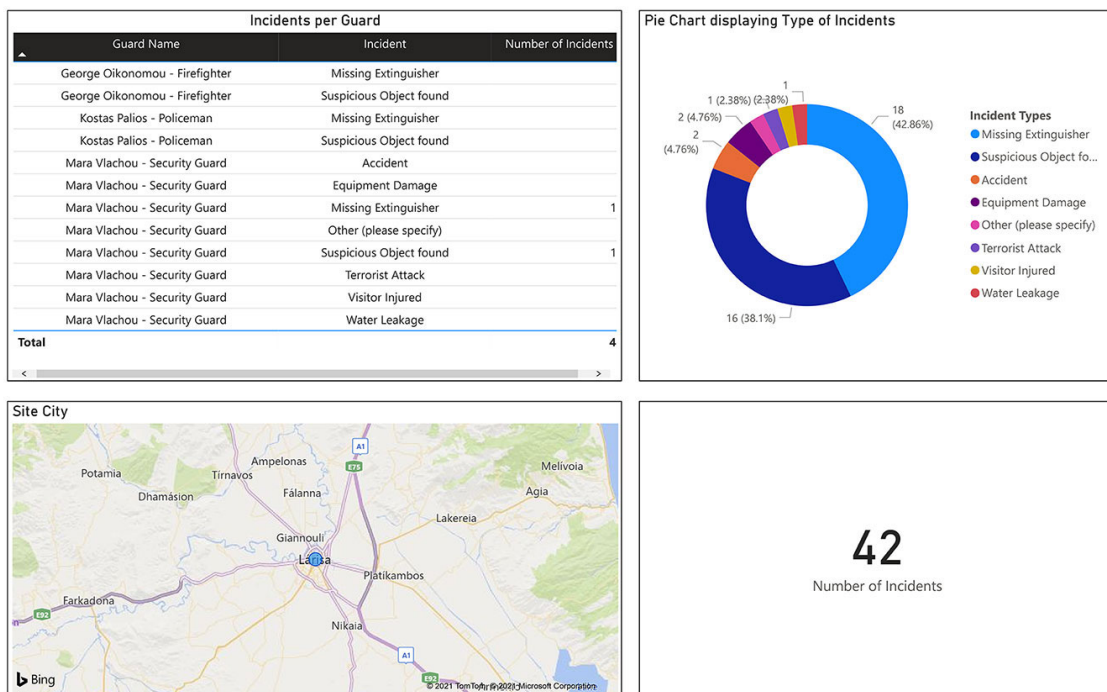 Incidents per Guard
Guard Name Incident Number of Incidents
George Oikonomou - Firefighter Missing Extinguisher
George Oikonomou - Firefighter Suspicious Object found
Kostas Palios - Policeman Missing Extinguisher
Kostas Palios - Policeman Suspicious Object found
Mara Vlachou - Security Guard Accident
Mara Vlachou - Security Guard Equipment Damage
Mara Vlachou - Security Guard Missing Extinguisher 1
Mara Vlachou - Security Guard Other (please specify)
Mara Vlachou - Security Guard Suspicious Object found 1
Mara Vlachou - Security Guard Terrorist Attack
Mara Vlachou - Security Guard Visitor Injured
Mara Vlachou - Security Guard Water Leakage
Total 4
Pie Chart displaying Type of Incidents
1
1 (2.38%) (2.38%)
2 (4.76%)
2
(4.76%)
18
(42.86%)
16 (38.1%)
Incident Types
Missing Extinguisher
Suspicious Object fo...
Accident
Equipment Damage
Other (please specify)
Terrorist Attack
Visitor Injured
Water Leakage
Site City
A1
E75
Ampelonas
Potamia
Tírnavos
Melívoia
Dhamásion
Fálanna
Agia
Lakereia
Giannouli
Lárisa
Platikambos
Farkadona
E92
Nikaia
A1
E92
Bing
© 2021 TomTom, © 2021 Microsoft Corporation
42
Number of Incidents